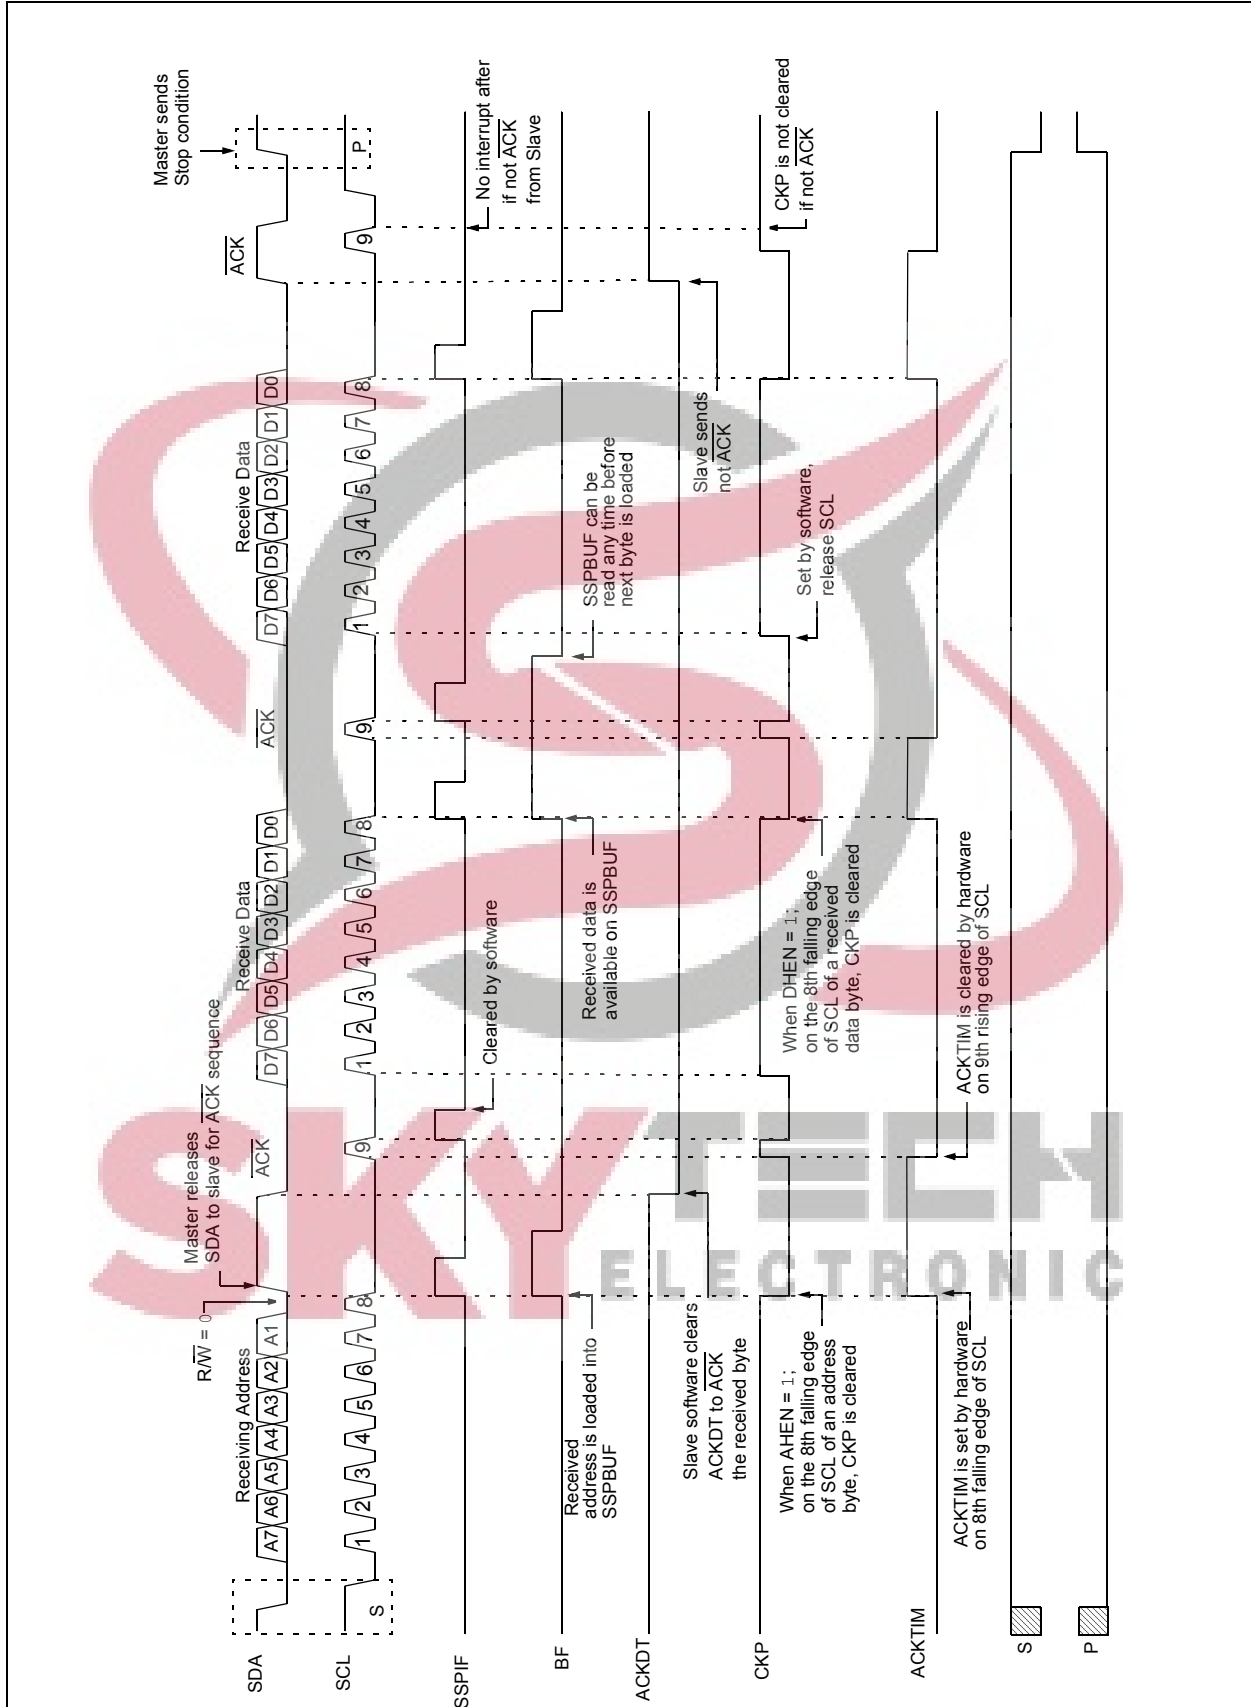 Master sends
Stop condition
Master releases
SDA to slave for ACK sequence
R/W = 0
Receiving Address
ACK
Receive Data
ACK
Receive Data
ACK
SDA
A7 A6 A5 A4 A3 A2 A1
D7 D6 D5 D4 D3 D2 D1 D0
D7 D6 D5 D4 D3 D2 D1 D0
SCL
S
1 2 3 4 5 6 7 8 9
1 2 3 4 5 6 7 8 9
1 2 3 4 5 6 7 8 9
P
SSPIF
Cleared by software
No interrupt after
if not ACK
from Slave
BF
Received
address is loaded into
SSPBUF
Received data is
available on SSPBUF
SSPBUF can be
read any time before
next byte is loaded
ACKDT
Slave software clears
ACKDT to ACK
the received byte
Slave sends
not ACK
CKP
When AHEN = 1;
on the 8th falling edge
of SCL of an address
byte, CKP is cleared
When DHEN = 1;
on the 8th falling edge
of SCL of a received
data byte, CKP is cleared
Set by software,
release SCL
CKP is not cleared
if not ACK
ACKTIM
ACKTIM is set by hardware
on 8th falling edge of SCL
ACKTIM is cleared by hardware
on 9th rising edge of SCL
S
P
SKYTECH
ELECTRONIC